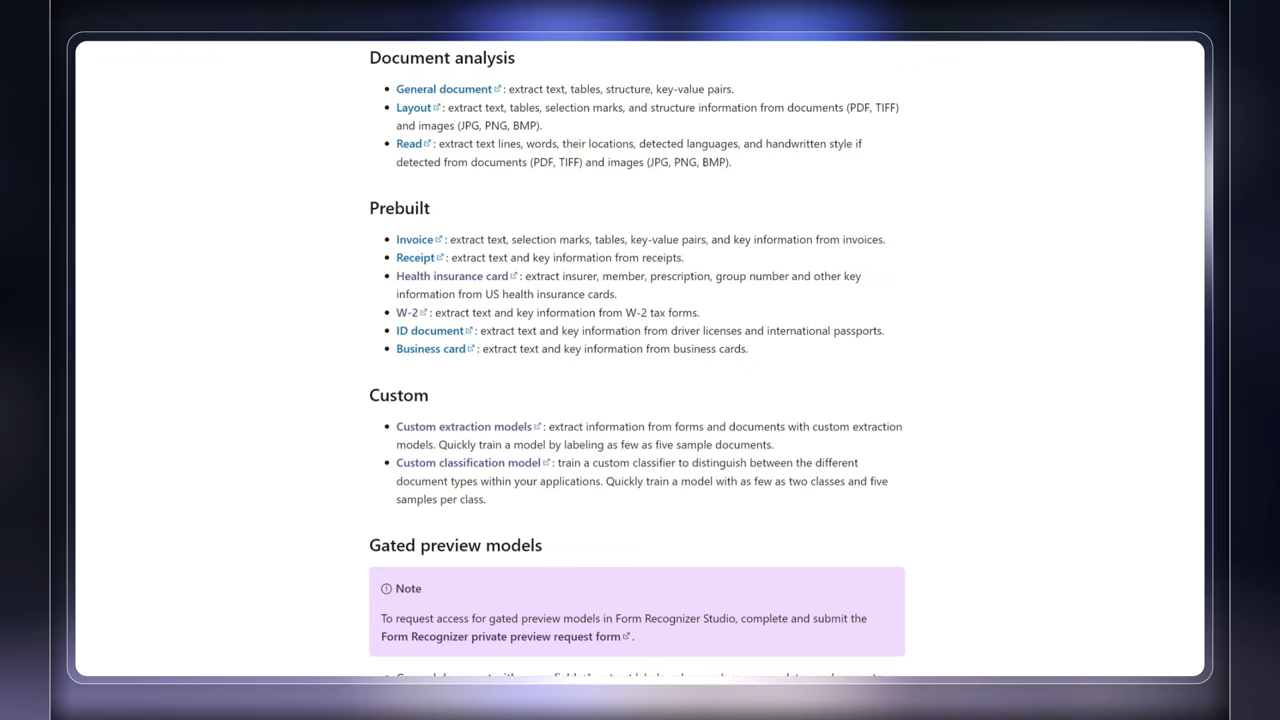 Document analysis
General document : extract text, tables, structure, key-value pairs.
Layout : extract text, tables, selection marks, and structure information from documents (PDF, TIFF)
and images (JPG, PNG, BMP).
Read : extract text lines, words, their locations, detected languages, and handwritten style if
detected from documents (PDF, TIFF) and images (JPG, PNG, BMP).
Prebuilt
Invoice : extract text, selection marks, tables, key-value pairs, and key information from invoices.
Receipt : extract text and key information from receipts.
Health insurance card : extract insurer, member, prescription, group number and other key
information from US health insurance cards.
W-2 : extract text and key information from W-2 tax forms.
ID document : extract text and key information from driver licenses and international passports.
Business card : extract text and key information from business cards.
Custom
Custom extraction models : extract information from forms and documents with custom extraction
models. Quickly train a model by labeling as few as five sample documents.
Custom classification model : train a custom classifier to distinguish between the different
document types within your applications. Quickly train a model with as few as two classes and five
samples per class.
Gated preview models
Note
To request access for gated preview models in Form Recognizer Studio, complete and submit the
Form Recognizer private preview request form .